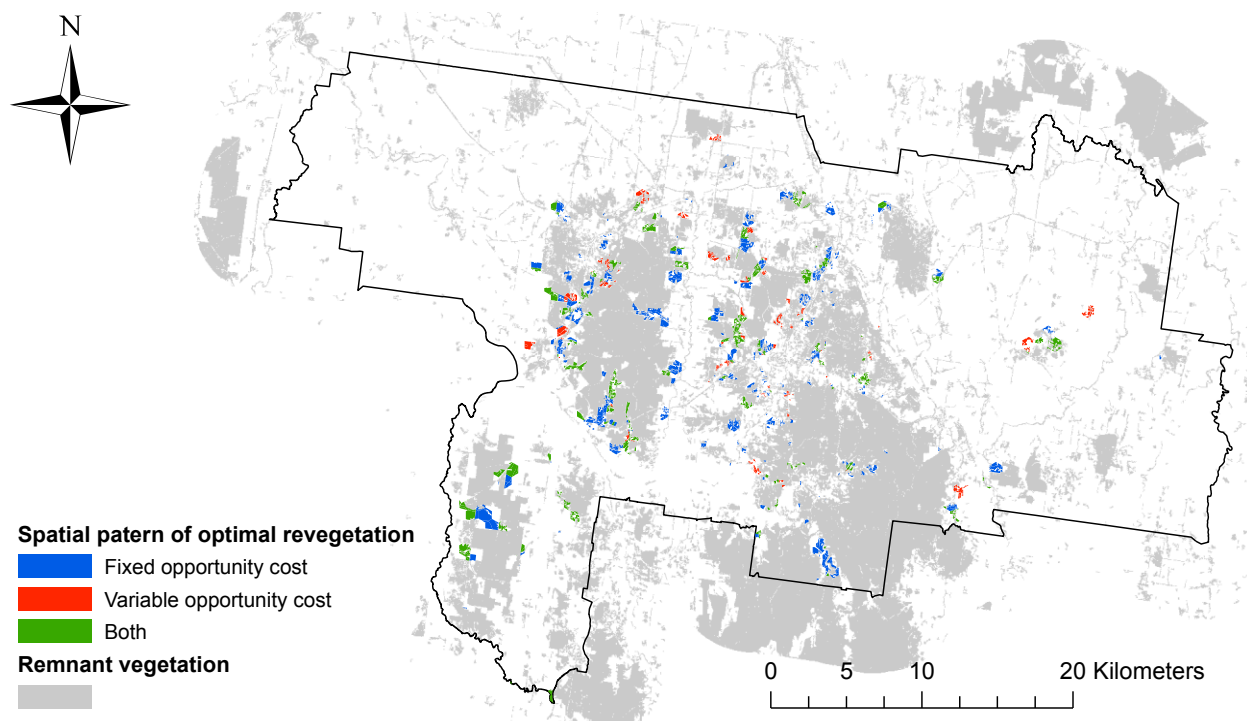 N
Spatial patern of optimal revegetation
Fixed opportunity cost
Variable opportunity cost
Both
Remnant vegetation
0 5 10 20 Kilometers